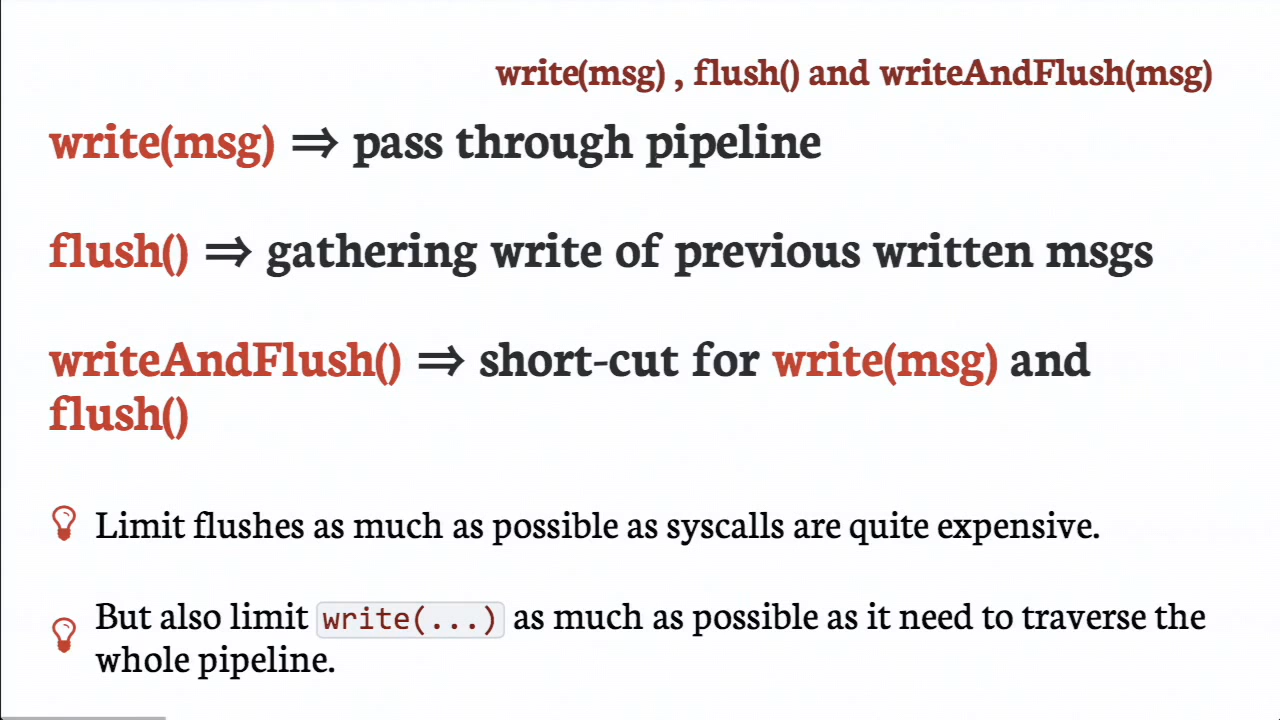 write(msg) , flush() and writeAndFlush(msg)
write(msg) ⇒ pass through pipeline
flush() ⇒ gathering write of previous written msgs
writeAndFlush() ⇒ short-cut for write(msg) and
flush()
Limit flushes as much as possible as syscalls are quite expensive.
But also limit write(...) as much as possible as it need to traverse the
whole pipeline.